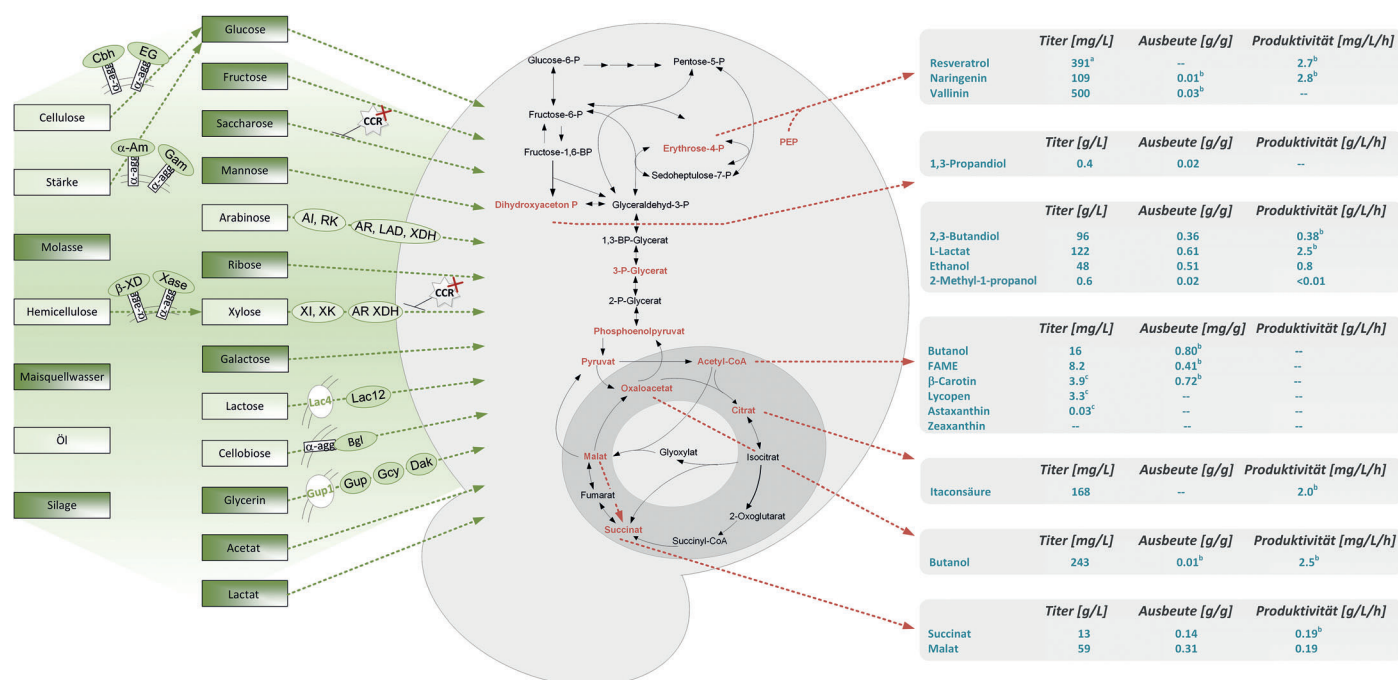 Cellulose
Stärke
Molasse
Hemicellulose
Maisquellwasser
Öl
Silage
Cbh
α-agg
EG
α-agg
α-Am
α-agg
Gam
α-agg
β-XD
α-agg
Xase
α-agg
Glucose
Fructose
Saccharose
Mannose
Arabinose
Ribose
Xylose
Galactose
Lactose
Cellobiose
Glycerin
Acetat
Lactat
CCR
AI, RK
AR, LAD, XDH
XI, XK
AR XDH
CCR
Lac4
Lac12
α-agg
Bgl
Gup1
Gup
Gcy
Dak
Glucose-6-P
Pentose-5-P
Fructose-6-P
Fructose-1,6-BP
Erythrose-4-P
PEP
Sedoheptulose-7-P
Dihydroxyaceton P
Glyceraldehyd-3-P
1,3-BP-Glycerat
3-P-Glycerat
2-P-Glycerat
Phosphoenolpyruvat
Pyruvat
Acetyl-CoA
Oxaloacetat
Citrat
Malat
Glyoxylat
Isocitrat
Fumarat
2-Oxoglutarat
Succinat
Succinyl-CoA
Titer [mg/L] Ausbeute [g/g] Produktivität [mg/L/h]
Resveratrol 391a -- 2.7b
Naringenin 109 0.01b 2.8b
Vallinin 500 0.03b --
Titer [g/L] Ausbeute [g/g] Produktivität [g/L/h]
1,3-Propandiol 0.4 0.02 --
Titer [g/L] Ausbeute [g/g] Produktivität [g/L/h]
2,3-Butandiol 96 0.36 0.38b
L-Lactat 122 0.61 2.5b
Ethanol 48 0.51 0.8
2-Methyl-1-propanol 0.6 0.02 <0.01
Titer [mg/L] Ausbeute [mg/g] Produktivität [g/L/h]
Butanol 16 0.80b --
FAME 8.2 0.41b --
β-Carotin 3.9c 0.72b --
Lycopen 3.3c -- --
Astaxanthin 0.03c -- --
Zeaxanthin -- -- --
Titer [mg/L] Ausbeute [g/g] Produktivität [mg/L/h]
Itaconsäure 168 -- 2.0b
Titer [mg/L] Ausbeute [g/g] Produktivität [mg/L/h]
Butanol 243 0.01b 2.5b
Titer [g/L] Ausbeute [g/g] Produktivität [g/L/h]
Succinat 13 0.14 0.19b
Malat 59 0.31 0.19